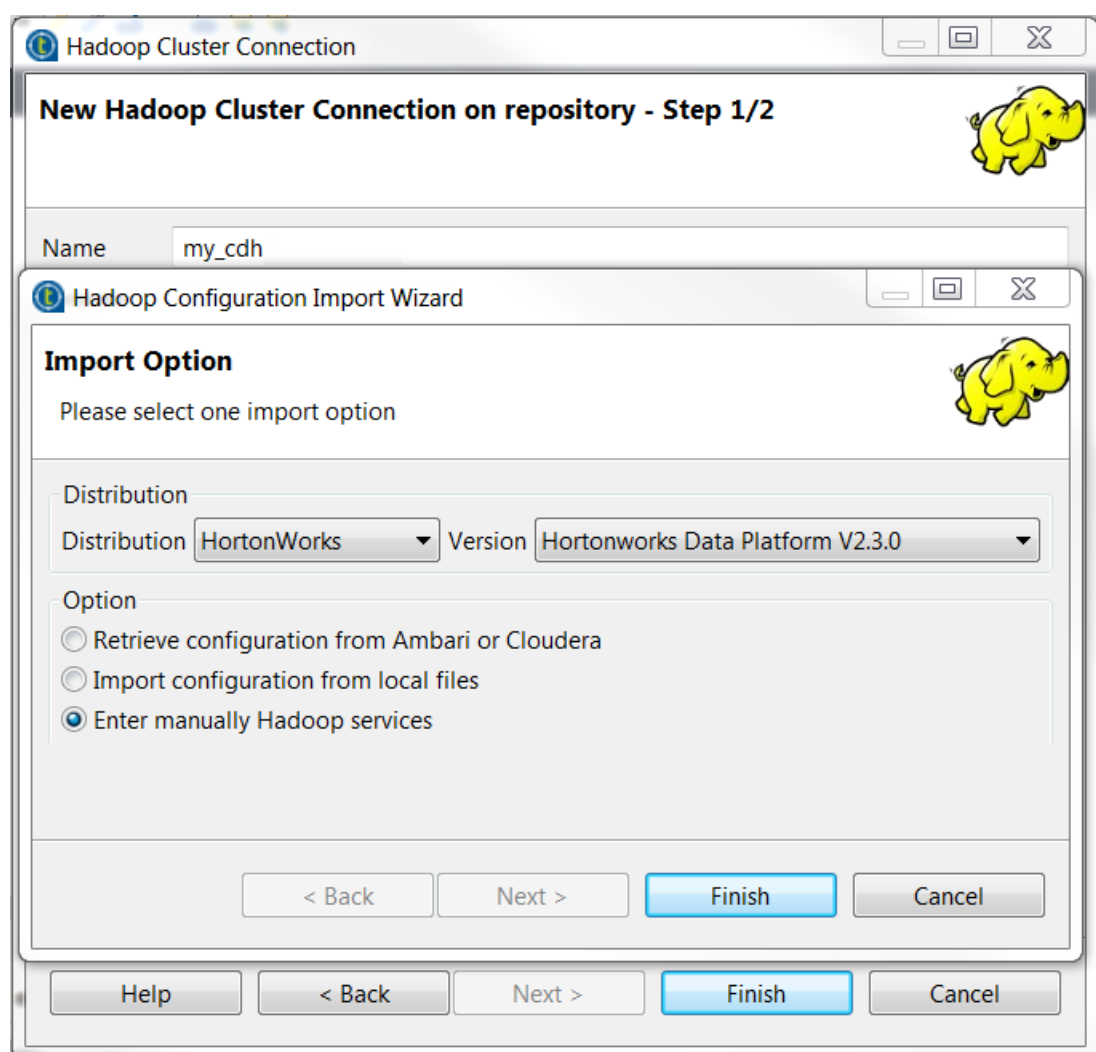 Hadoop Cluster Connection
New Hadoop Cluster Connection on repository - Step 1/2
Name my_cdh
Hadoop Configuration Import Wizard
Import Option
Please select one import option
Distribution
Distribution HortonWorks Version Hortonworks Data Platform V2.3.0
Option
Retrieve configuration from Ambari or Cloudera
Import configuration from local files
Enter manually Hadoop services
< Back Next > Finish Cancel
Help < Back Next > Finish Cancel